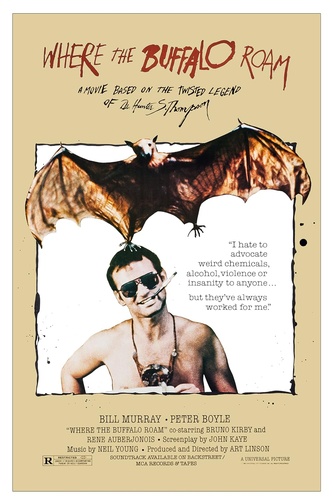 WHERE THE BUFFALO ROAM
A MOVIE BASED ON THE TWISTED LEGEND
OF Dr. Hunter S. Thompson
"I hate to
advocate
weird chemicals,
alcohol, violence or
insanity to anyone...
but they've always
worked for me."
BILL MURRAY • PETER BOYLE
"WHERE THE BUFFALO ROAM" co-starring BRUNO KIRBY and
RENE AUBERJONOIS • Screenplay by JOHN KAYE
Music by NEIL YOUNG • Produced and Directed by ART LINSON
SOUNDTRACK AVAILABLE ON BACKSTREET/
MCA RECORDS & TAPES
R RESTRICTED
A UNIVERSAL PICTURE